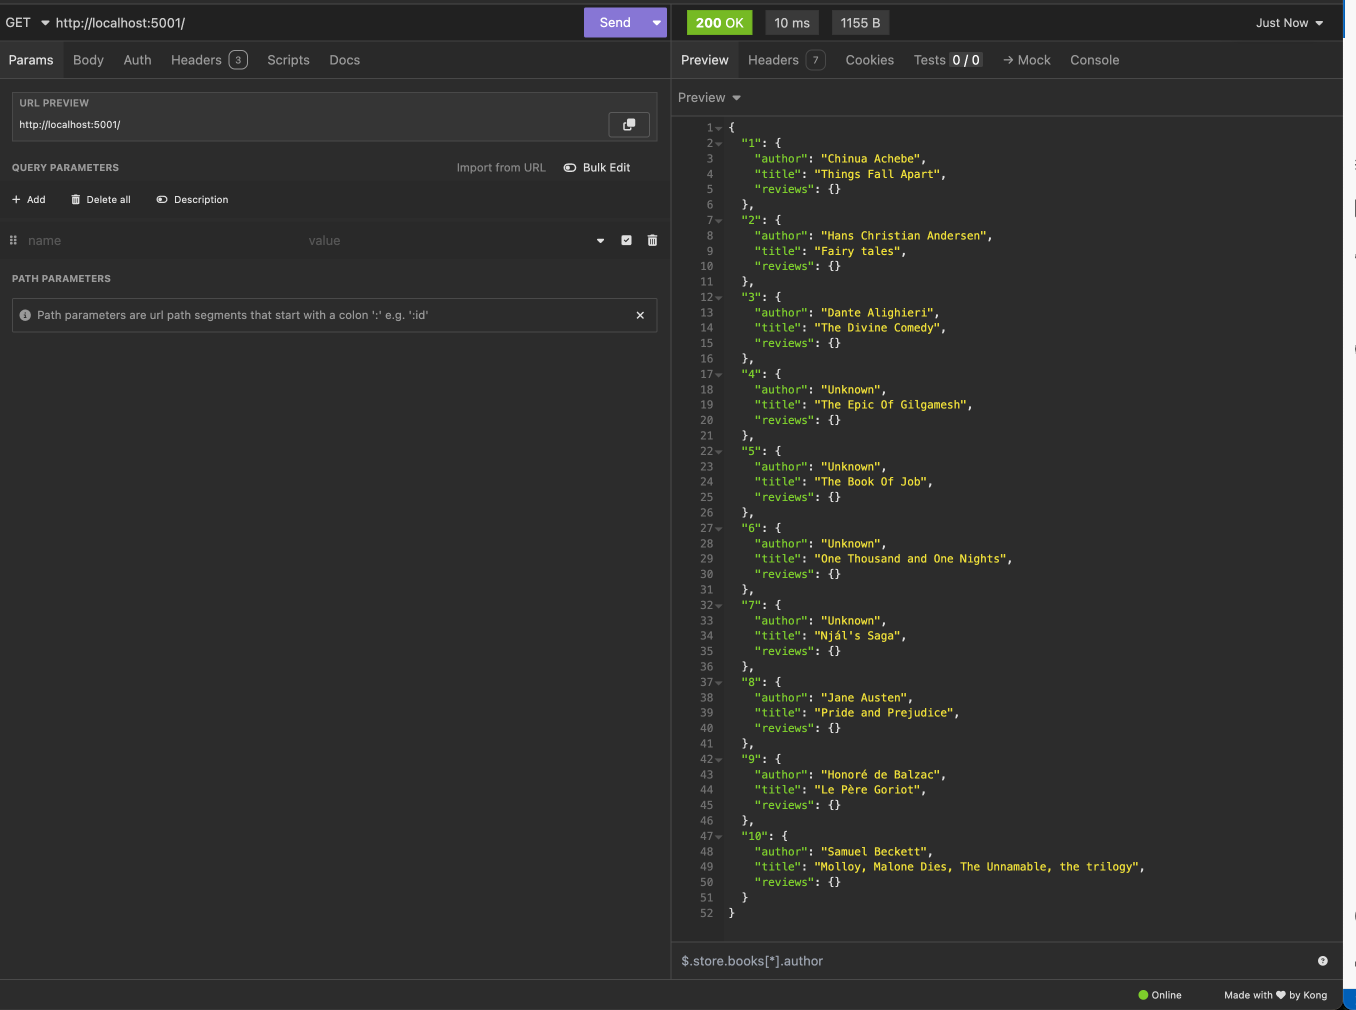 GET http://localhost:5001/ Send
200 OK 10 ms 1155 B Just Now
Params Body Auth Headers 3 Scripts Docs
Preview Headers 7 Cookies Tests 0 / 0 → Mock Console
URL PREVIEW
http://localhost:5001/
QUERY PARAMETERS Import from URL Bulk Edit
+ Add Delete all Description
name value
PATH PARAMETERS
Path parameters are url path segments that start with a colon ':' e.g. ':id'
Preview
1 {
2 "1": {
3 "author": "Chinua Achebe",
4 "title": "Things Fall Apart",
5 "reviews": {}
6 },
7 "2": {
8 "author": "Hans Christian Andersen",
9 "title": "Fairy tales",
10 "reviews": {}
11 },
12 "3": {
13 "author": "Dante Alighieri",
14 "title": "The Divine Comedy",
15 "reviews": {}
16 },
17 "4": {
18 "author": "Unknown",
19 "title": "The Epic Of Gilgamesh",
20 "reviews": {}
21 },
22 "5": {
23 "author": "Unknown",
24 "title": "The Book Of Job",
25 "reviews": {}
26 },
27 "6": {
28 "author": "Unknown",
29 "title": "One Thousand and One Nights",
30 "reviews": {}
31 },
32 "7": {
33 "author": "Unknown",
34 "title": "Njál's Saga",
35 "reviews": {}
36 },
37 "8": {
38 "author": "Jane Austen",
39 "title": "Pride and Prejudice",
40 "reviews": {}
41 },
42 "9": {
43 "author": "Honoré de Balzac",
44 "title": "Le Père Goriot",
45 "reviews": {}
46 },
47 "10": {
48 "author": "Samuel Beckett",
49 "title": "Molloy, Malone Dies, The Unnamable, the trilogy",
50 "reviews": {}
51 }
52 }
$.store.books[*].author
Online Made with ♥ by Kong